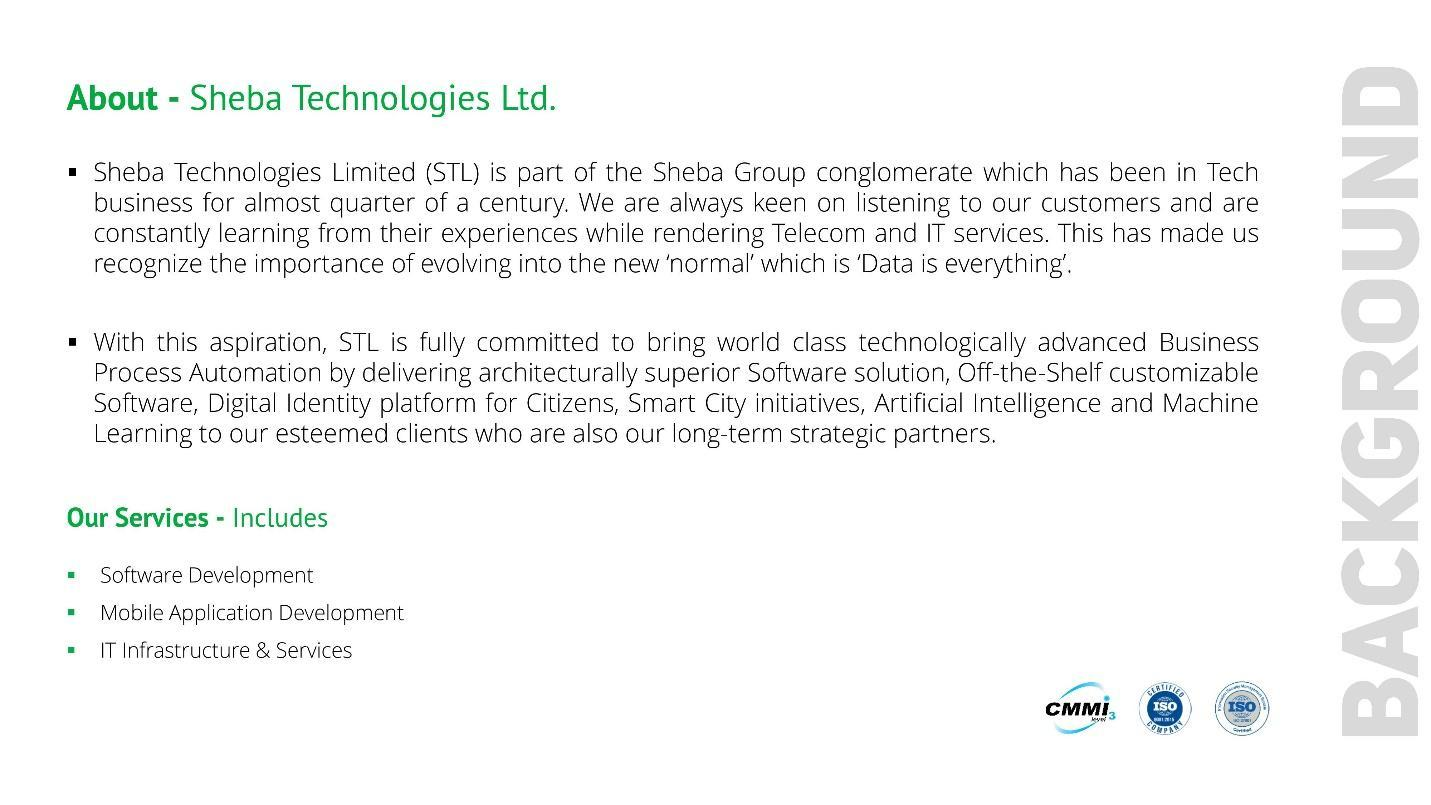 About - Sheba Technologies Ltd.
▪ Sheba Technologies Limited (STL) is part of the Sheba Group conglomerate which has been in Tech
business for almost quarter of a century. We are always keen on listening to our customers and are
constantly learning from their experiences while rendering Telecom and IT services. This has made us
recognize the importance of evolving into the new ‘normal’ which is ‘Data is everything’.
▪ With this aspiration, STL is fully committed to bring world class technologically advanced Business
Process Automation by delivering architecturally superior Software solution, Off-the-Shelf customizable
Software, Digital Identity platform for Citizens, Smart City initiatives, Artificial Intelligence and Machine
Learning to our esteemed clients who are also our long-term strategic partners.
Our Services - Includes
▪ Software Development
▪ Mobile Application Development
▪ IT Infrastructure & Services
CMMi
level 3
CERTIFIED
ISO
9001:2015
COMPANY
ISO
Certified
BACKGROUND